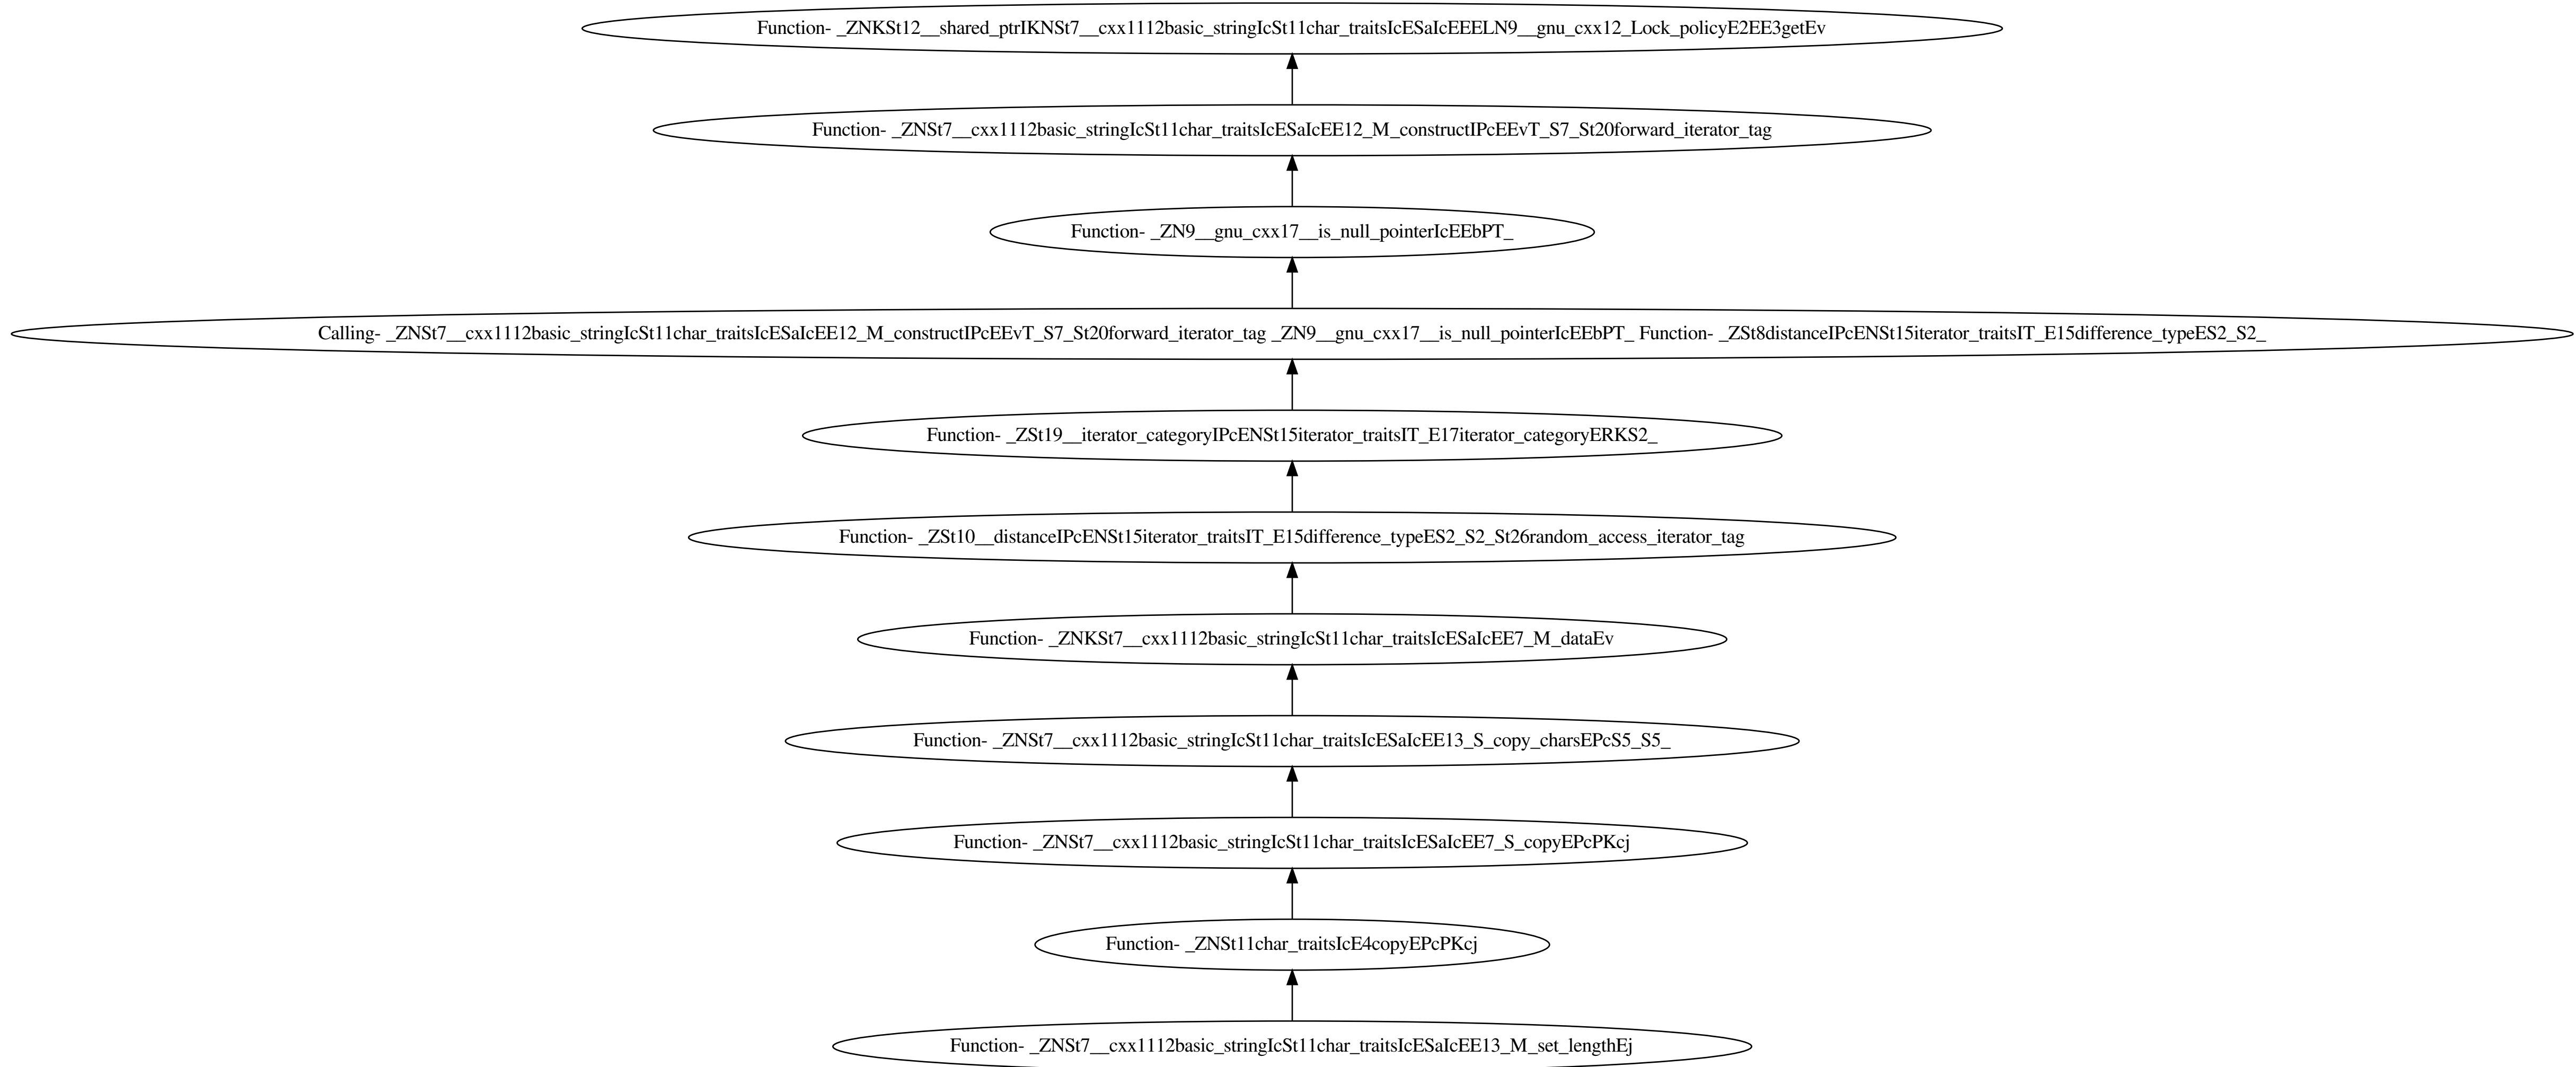 Function- _ZNKSt12__shared_ptrIKNSt7__cxx1112basic_stringIcSt11char_traitsIcESaIcEEELN9__gnu_cxx12_Lock_policyE2EE3getEv
Function- _ZNSt7__cxx1112basic_stringIcSt11char_traitsIcESaIcEE12_M_constructIPcEEvT_S7_St20forward_iterator_tag
Function- _ZN9__gnu_cxx17__is_null_pointerIcEEbPT_
Calling- _ZNSt7__cxx1112basic_stringIcSt11char_traitsIcESaIcEE12_M_constructIPcEEvT_S7_St20forward_iterator_tag _ZN9__gnu_cxx17__is_null_pointerIcEEbPT_ Function- _ZSt8distanceIPcENSt15iterator_traitsIT_E15difference_typeES2_S2_
Function- _ZSt19__iterator_categoryIPcENSt15iterator_traitsIT_E17iterator_categoryERKS2_
Function- _ZSt10__distanceIPcENSt15iterator_traitsIT_E15difference_typeES2_S2_St26random_access_iterator_tag
Function- _ZNKSt7__cxx1112basic_stringIcSt11char_traitsIcESaIcEE7_M_dataEv
Function- _ZNSt7__cxx1112basic_stringIcSt11char_traitsIcESaIcEE13_S_copy_charsEPcS5_S5_
Function- _ZNSt7__cxx1112basic_stringIcSt11char_traitsIcESaIcEE7_S_copyEPcPKcj
Function- _ZNSt11char_traitsIcE4copyEPcPKcj
Function- _ZNSt7__cxx1112basic_stringIcSt11char_traitsIcESaIcEE13_M_set_lengthEj